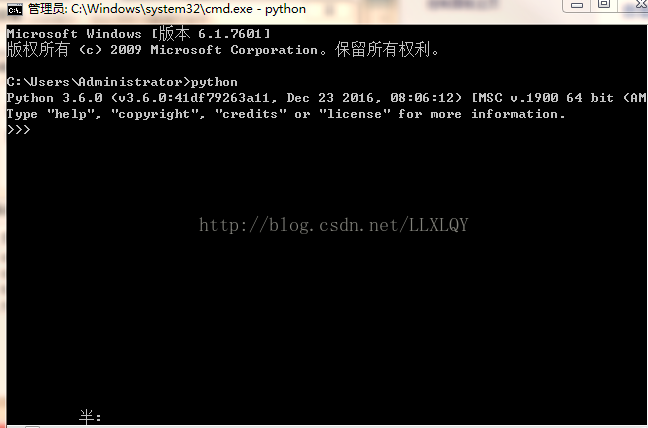 管理员: C:\Windows\system32\cmd.exe - python
Microsoft Windows [版本 6.1.7601]
版权所有 (c) 2009 Microsoft Corporation。保留所有权利。
C:\Users\Administrator>python
Python 3.6.0 (v3.6.0:41df79263a11, Dec 23 2016, 08:06:12) [MSC v.1900 64 bit (AM
Type "help", "copyright", "credits" or "license" for more information.
>>>
http://blog.csdn.net/LLXLQY
半: